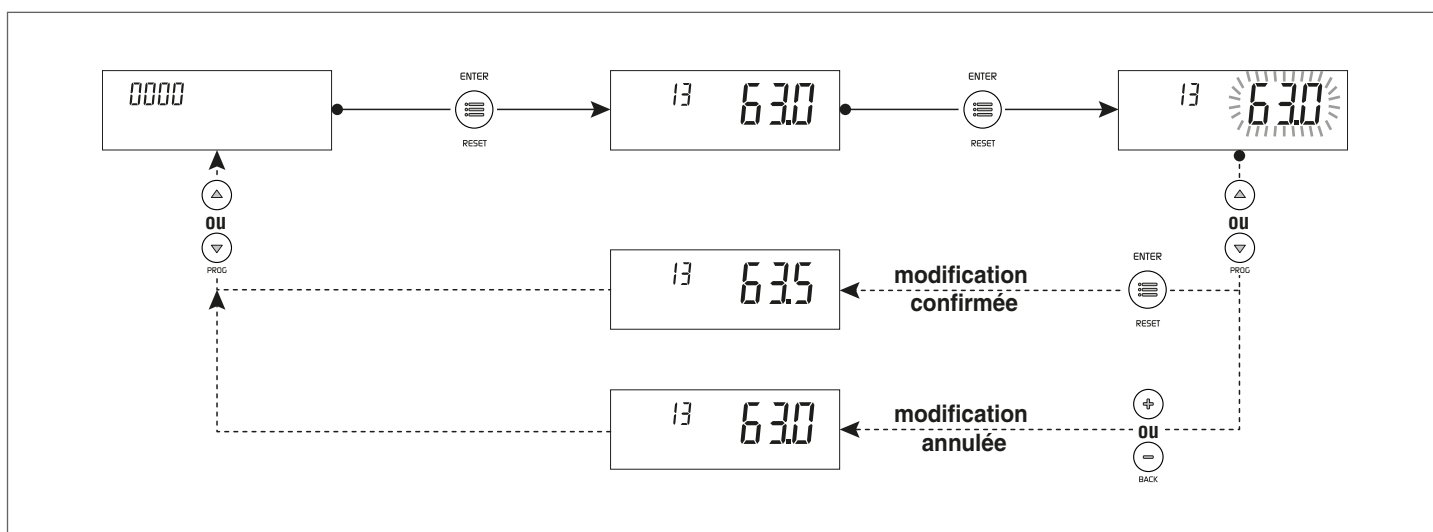 0000
ENTER
RESET
13 63.0
ENTER
RESET
13 63.0
ou
PROG
ou
PROG
13 63.5
modification
confirmée
ENTER
RESET
13 63.0
modification
annulée
ou
BACK